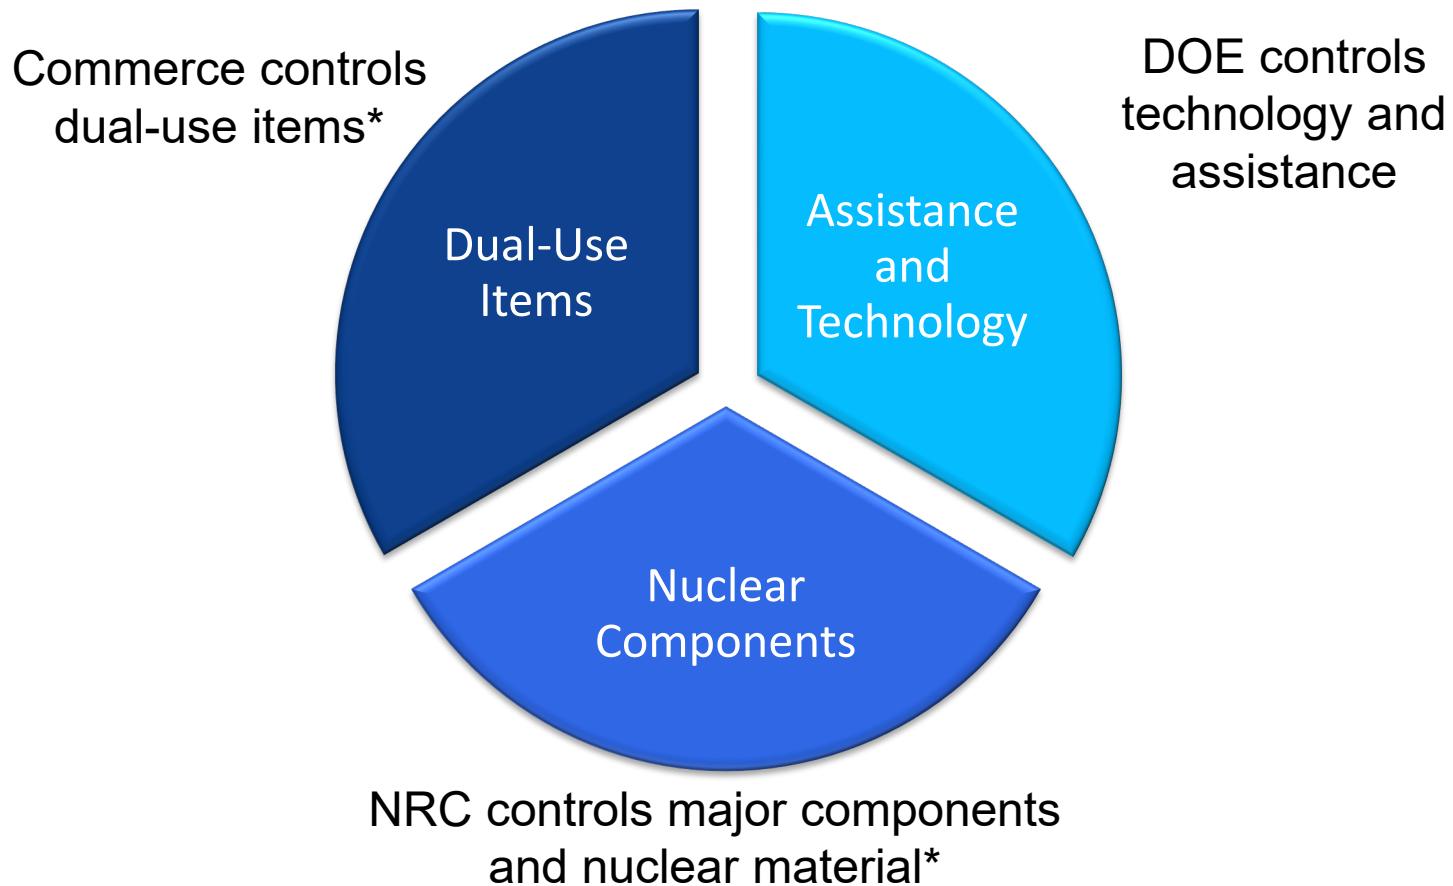 Commerce controls
dual-use items*
DOE controls
technology and
assistance
Dual-Use
Items
Assistance
and
Technology
Nuclear
Components
NRC controls major components
and nuclear material*